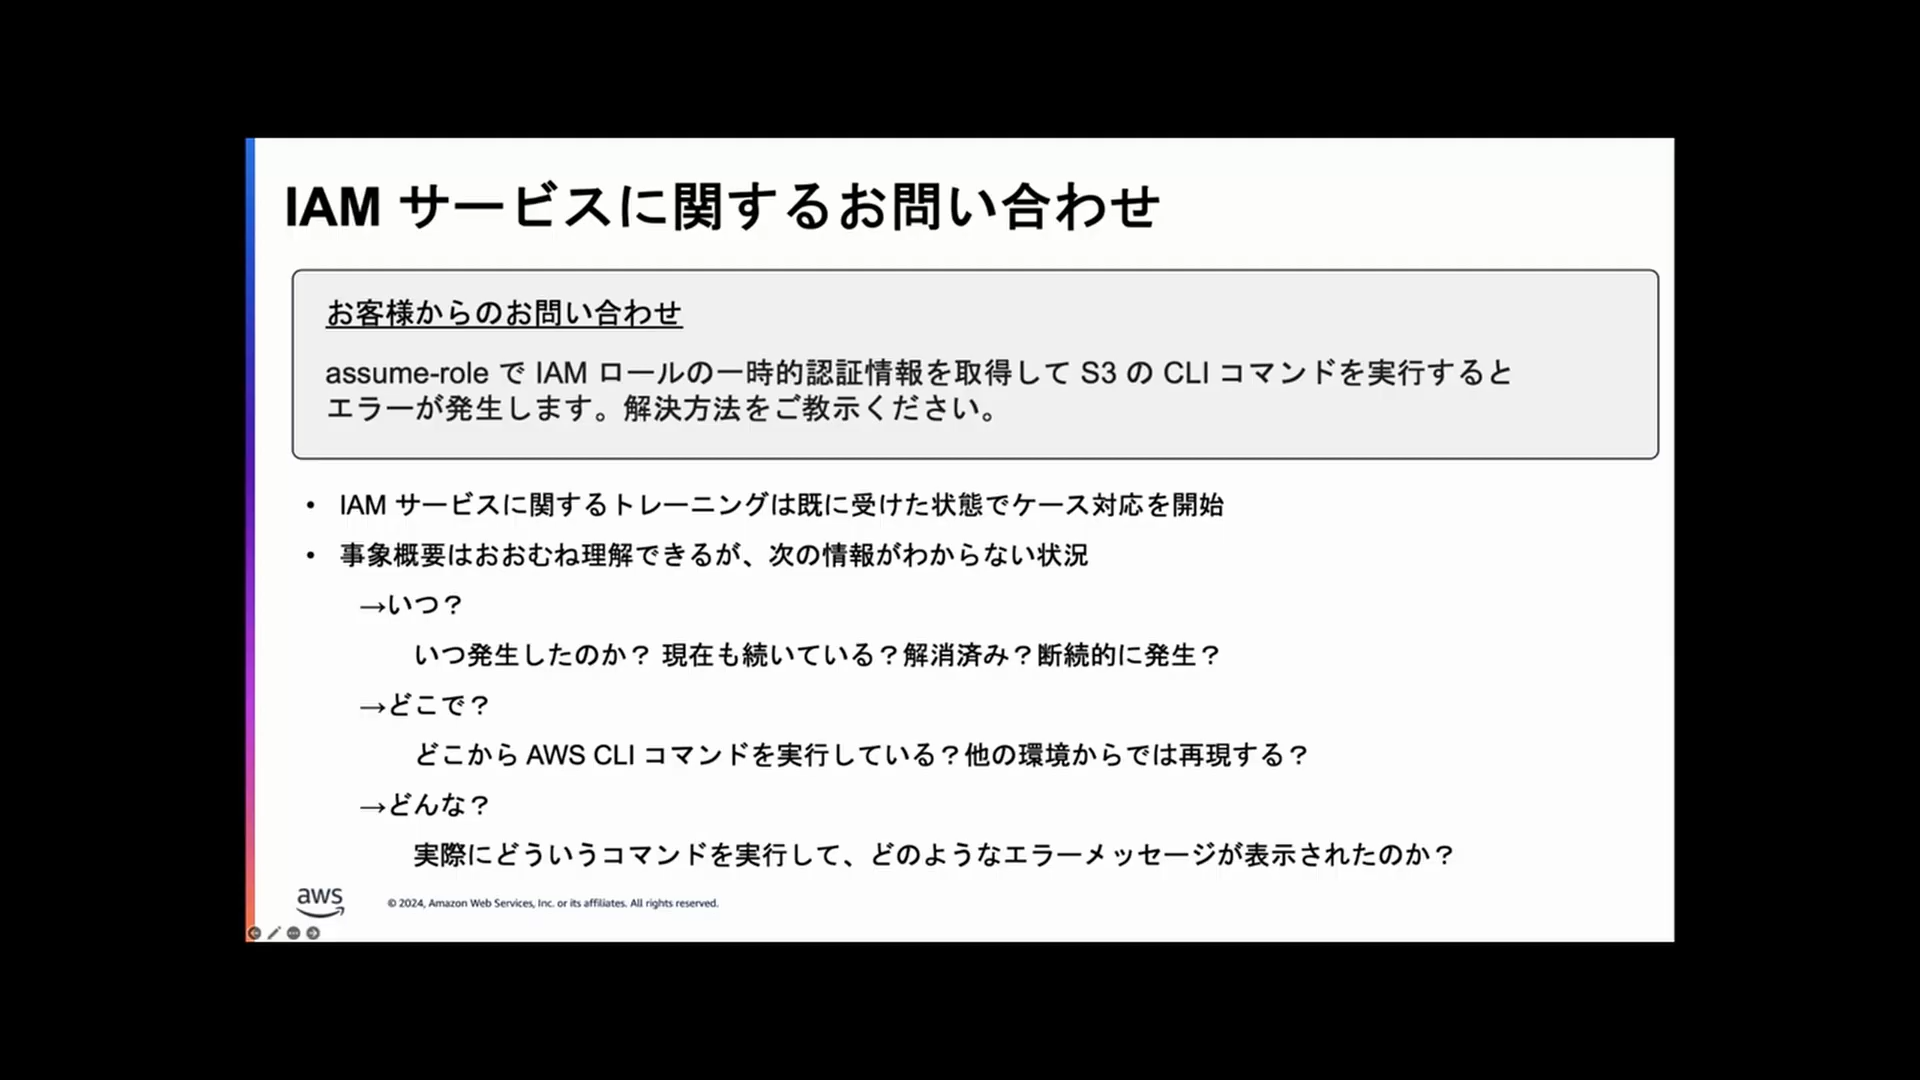 IAM サービスに関するお問い合わせ
お客様からのお問い合わせ
assume-role で IAM ロールの一時的認証情報を取得して S3 の CLI コマンドを実行すると
エラーが発生します。解決方法をご教示ください。
• IAM サービスに関するトレーニングは既に受けた状態でケース対応を開始
• 事象概要はおおむね理解できるが、次の情報がわからない状況
→いつ？
いつ発生したのか？ 現在も続いている？解消済み？断続的に発生？
→どこで？
どこから AWS CLI コマンドを実行している？他の環境からでは再現する？
→どんな？
実際にどういうコマンドを実行して、どのようなエラーメッセージが表示されたのか？
aws
© 2024, Amazon Web Services, Inc. or its affiliates. All rights reserved.